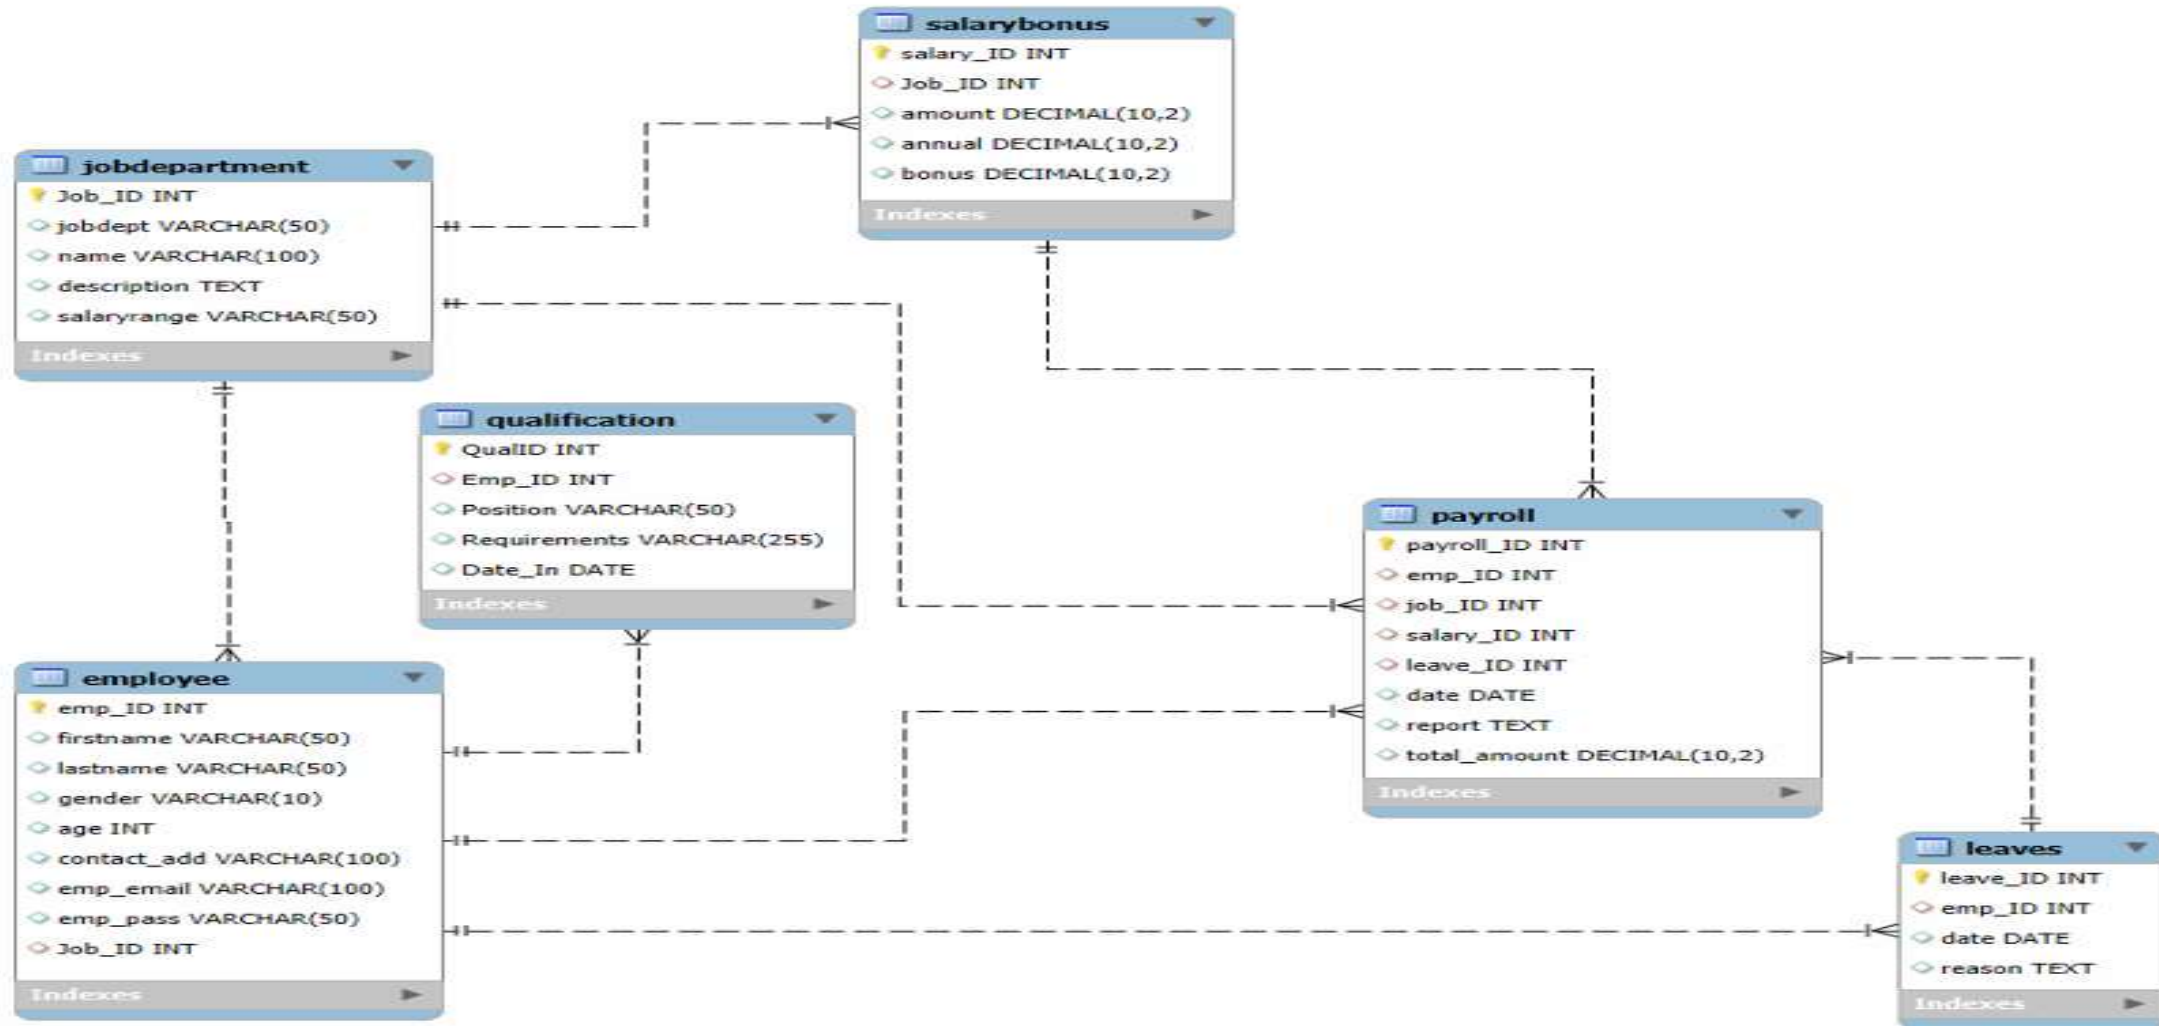 salarybonus
salary_ID INT
Job_ID INT
amount DECIMAL(10,2)
annual DECIMAL(10,2)
bonus DECIMAL(10,2)
Indexes
jobdepartment
Job_ID INT
jobdept VARCHAR(50)
name VARCHAR(100)
description TEXT
salaryrange VARCHAR(50)
Indexes
qualification
QualID INT
Emp_ID INT
Position VARCHAR(50)
Requirements VARCHAR(255)
Date_In DATE
Indexes
payroll
payroll_ID INT
emp_ID INT
job_ID INT
salary_ID INT
leave_ID INT
date DATE
report TEXT
total_amount DECIMAL(10,2)
Indexes
employee
emp_ID INT
firstname VARCHAR(50)
lastname VARCHAR(50)
gender VARCHAR(10)
age INT
contact_add VARCHAR(100)
emp_email VARCHAR(100)
emp_pass VARCHAR(50)
Job_ID INT
Indexes
leaves
leave_ID INT
emp_ID INT
date DATE
reason TEXT
Indexes